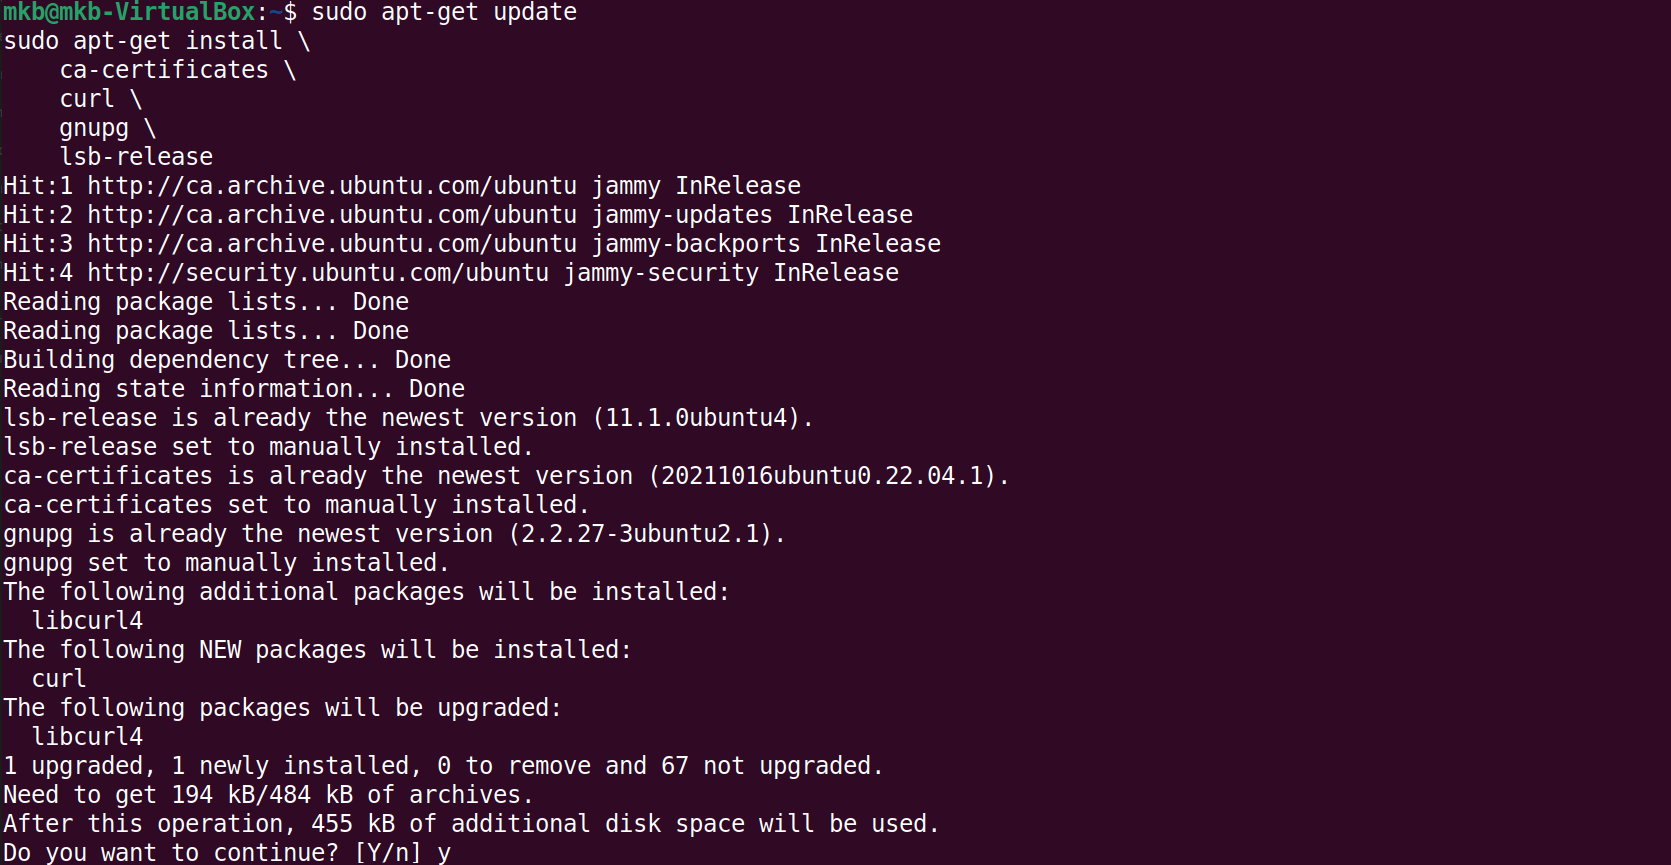 mkb@mkb-VirtualBox:~$ sudo apt-get update
sudo apt-get install \
    ca-certificates \
    curl \
    gnupg \
    lsb-release
Hit:1 http://ca.archive.ubuntu.com/ubuntu jammy InRelease
Hit:2 http://ca.archive.ubuntu.com/ubuntu jammy-updates InRelease
Hit:3 http://ca.archive.ubuntu.com/ubuntu jammy-backports InRelease
Hit:4 http://security.ubuntu.com/ubuntu jammy-security InRelease
Reading package lists... Done
Reading package lists... Done
Building dependency tree... Done
Reading state information... Done
lsb-release is already the newest version (11.1.0ubuntu4).
lsb-release set to manually installed.
ca-certificates is already the newest version (20211016ubuntu0.22.04.1).
ca-certificates set to manually installed.
gnupg is already the newest version (2.2.27-3ubuntu2.1).
gnupg set to manually installed.
The following additional packages will be installed:
  libcurl4
The following NEW packages will be installed:
  curl
The following packages will be upgraded:
  libcurl4
1 upgraded, 1 newly installed, 0 to remove and 67 not upgraded.
Need to get 194 kB/484 kB of archives.
After this operation, 455 kB of additional disk space will be used.
Do you want to continue? [Y/n] y